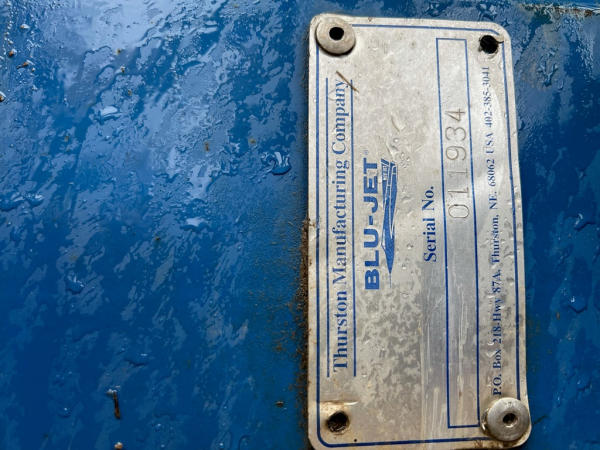 Thurston Manufacturing Company
BLU-JET
Serial No.
011934
P.O. Box 218-Hwy 87A, Thurston, NE. 68062 USA 402-385-3041